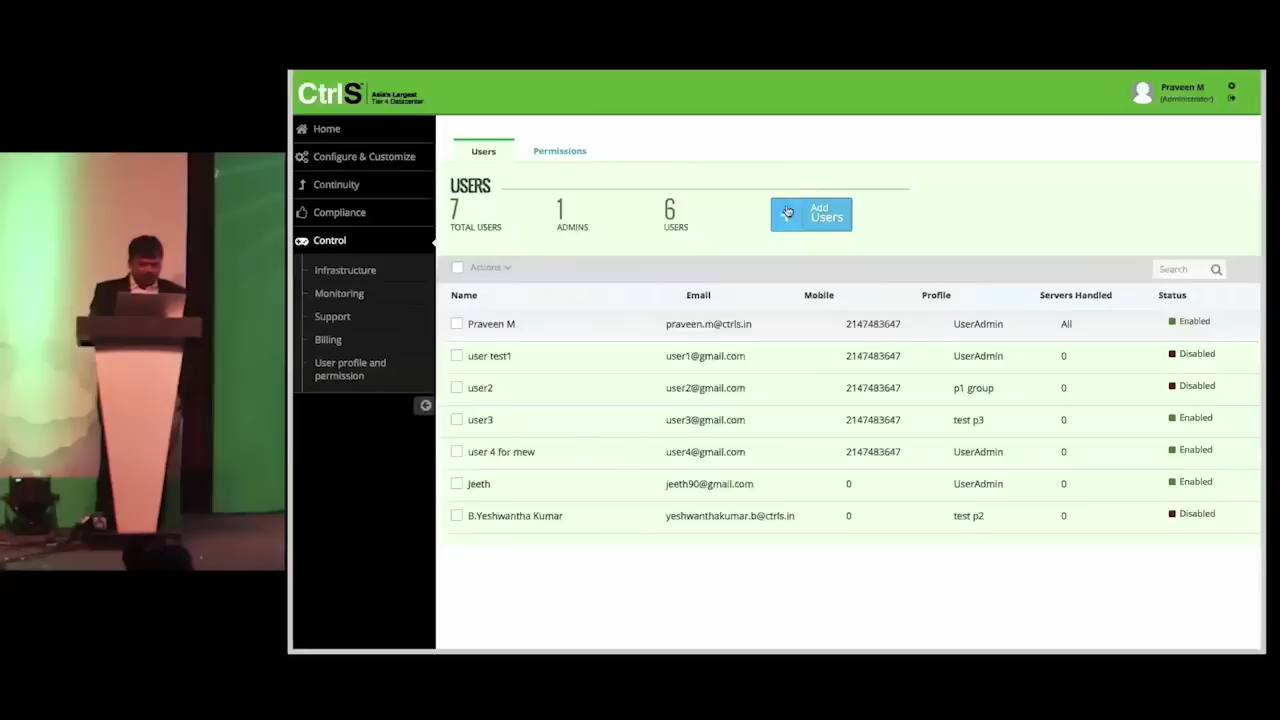 CtrlS Asia's Largest
Tier 4 Datacenter
Praveen M
(Administrator)
Home
Configure & Customize
Continuity
Compliance
Control
Infrastructure
Monitoring
Support
Billing
User profile and
permission
Users Permissions
USERS
7 1 6
TOTAL USERS ADMINS USERS
Add
Users
Actions Search
Name Email Mobile Profile Servers Handled Status
Praveen M praveen.m@ctrls.in 2147483647 UserAdmin All Enabled
user test1 user1@gmail.com 2147483647 UserAdmin 0 Disabled
user2 user2@gmail.com 2147483647 p1 group 0 Disabled
user3 user3@gmail.com 2147483647 test p3 0 Enabled
user 4 for mew user4@gmail.com 2147483647 UserAdmin 0 Enabled
Jeeth jeeth90@gmail.com 0 UserAdmin 0 Enabled
B.Yeshwantha Kumar yeshwanthakumar.b@ctrls.in 0 test p2 0 Disabled